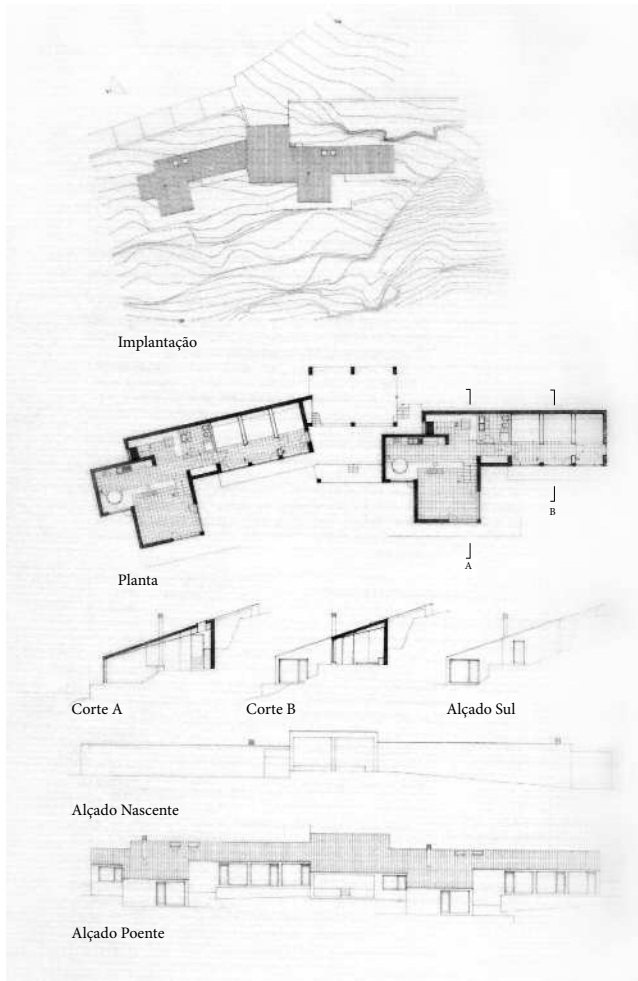 Implantação
B
A
Planta
Corte A
Corte B
Alçado Sul
Alçado Nascente
Alçado Poente